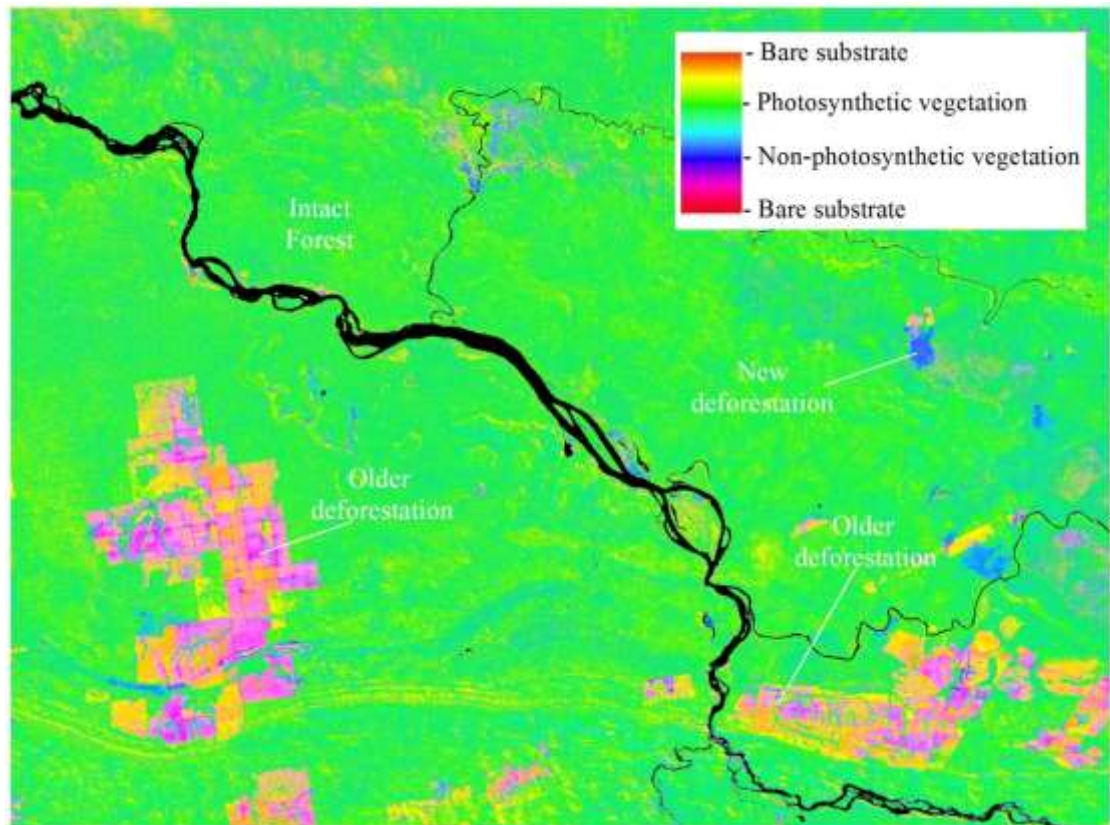 - Bare substrate
- Photosynthetic vegetation
- Non-photosynthetic vegetation
- Bare substrate
Intact
Forest
New
deforestation
Older
deforestation
Older
deforestation